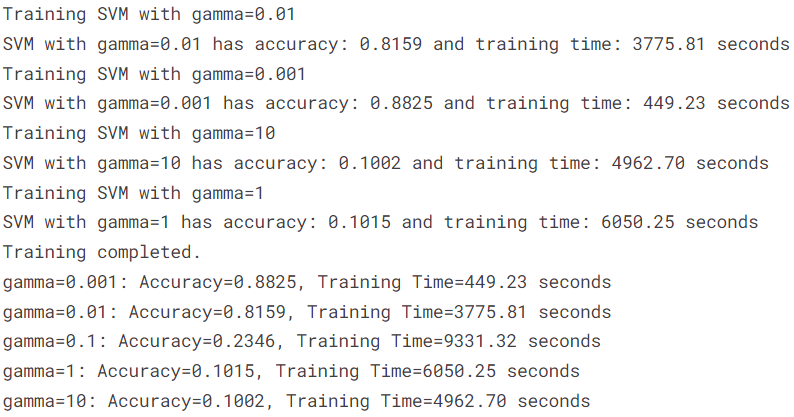 Training SVM with gamma=0.01
SVM with gamma=0.01 has accuracy: 0.8159 and training time: 3775.81 seconds
Training SVM with gamma=0.001
SVM with gamma=0.001 has accuracy: 0.8825 and training time: 449.23 seconds
Training SVM with gamma=10
SVM with gamma=10 has accuracy: 0.1002 and training time: 4962.70 seconds
Training SVM with gamma=1
SVM with gamma=1 has accuracy: 0.1015 and training time: 6050.25 seconds
Training completed.
gamma=0.001: Accuracy=0.8825, Training Time=449.23 seconds
gamma=0.01: Accuracy=0.8159, Training Time=3775.81 seconds
gamma=0.1: Accuracy=0.2346, Training Time=9331.32 seconds
gamma=1: Accuracy=0.1015, Training Time=6050.25 seconds
gamma=10: Accuracy=0.1002, Training Time=4962.70 seconds